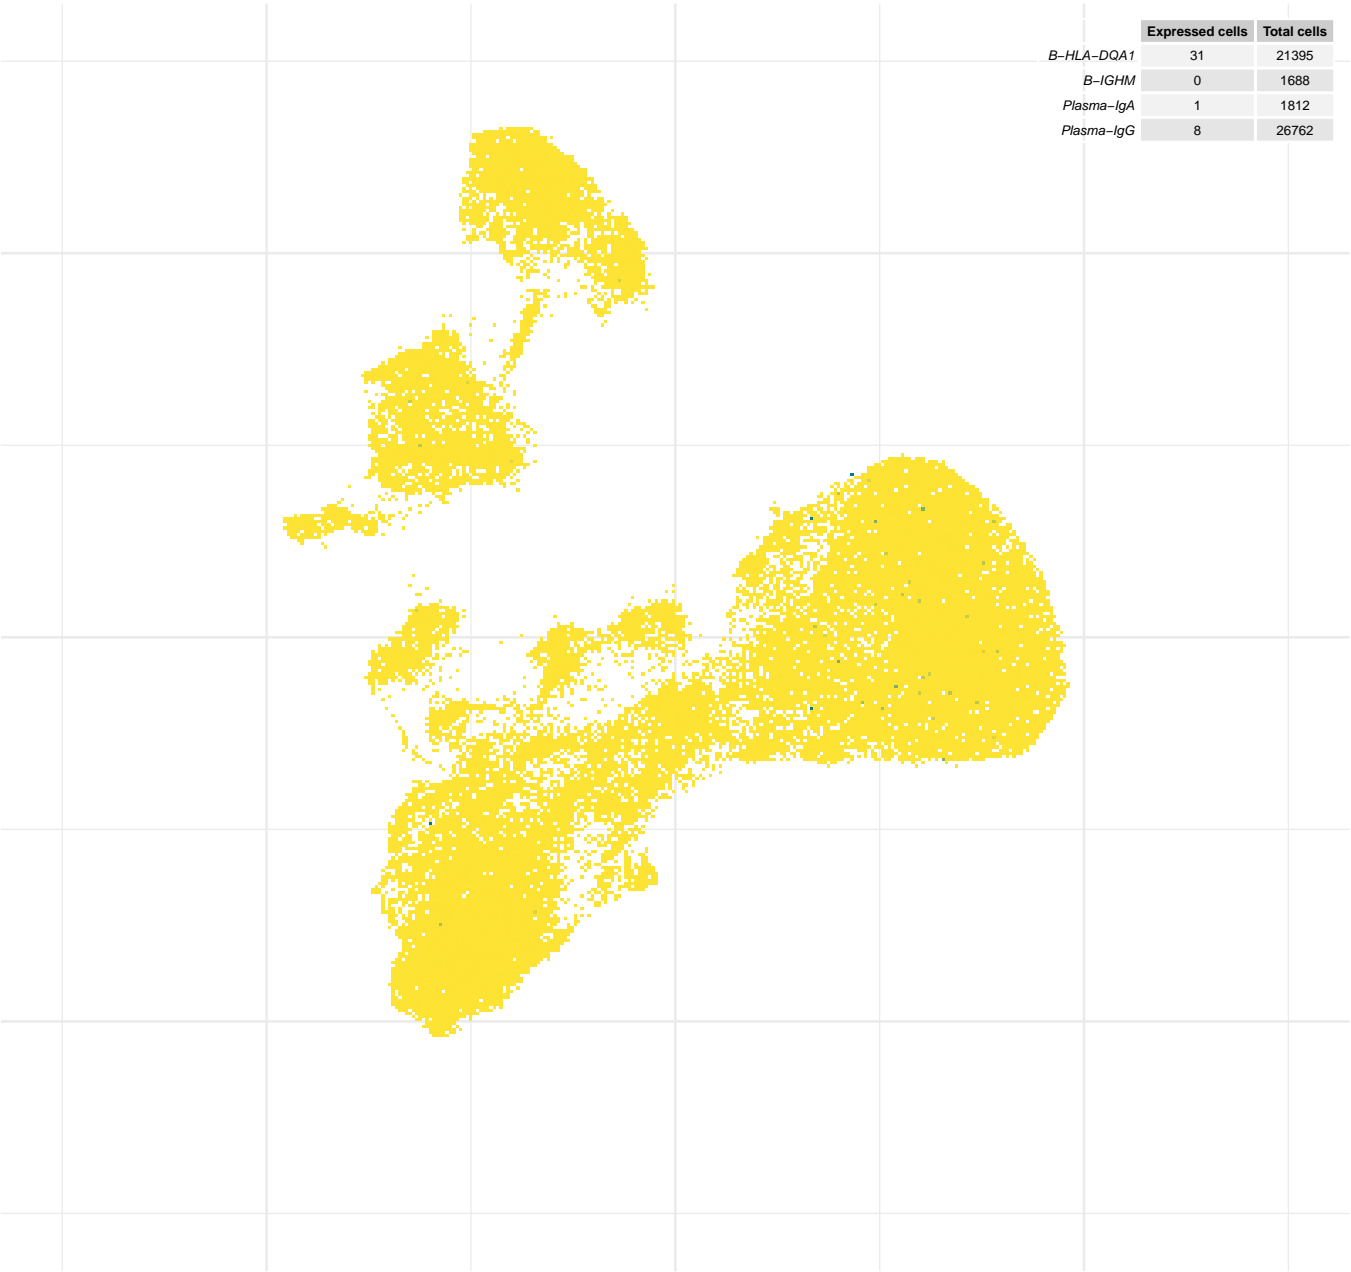 Expressed cells Total cells
B−HLA−DQA1 31 21395
B−IGHM 0 1688
Plasma−IgA 1 1812
Plasma−IgG 8 26762